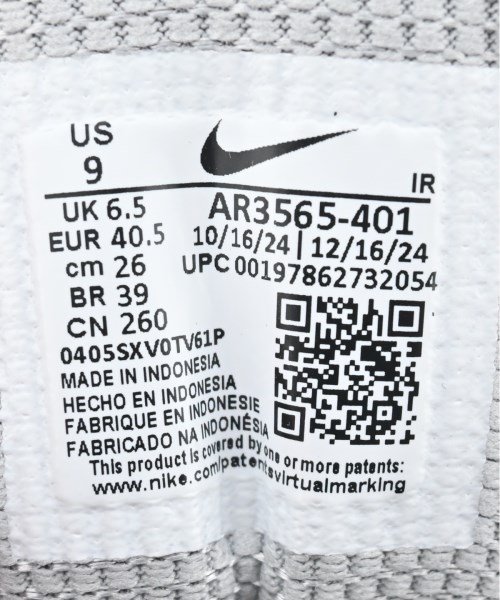 US
9
IR
UK 6.5
EUR 40.5
cm 26
BR 39
CN 260
AR3565-401
10/16/24 | 12/16/24
UPC 00197862732054
0405SXV0TV61P
MADE IN INDONESIA
HECHO EN INDONESIA
FABRIQUE EN INDONESIE
FABRICADO NA INDONÉSIA
This product is covered by one or more patents:
www.nike.com/patentsvirtualmarking